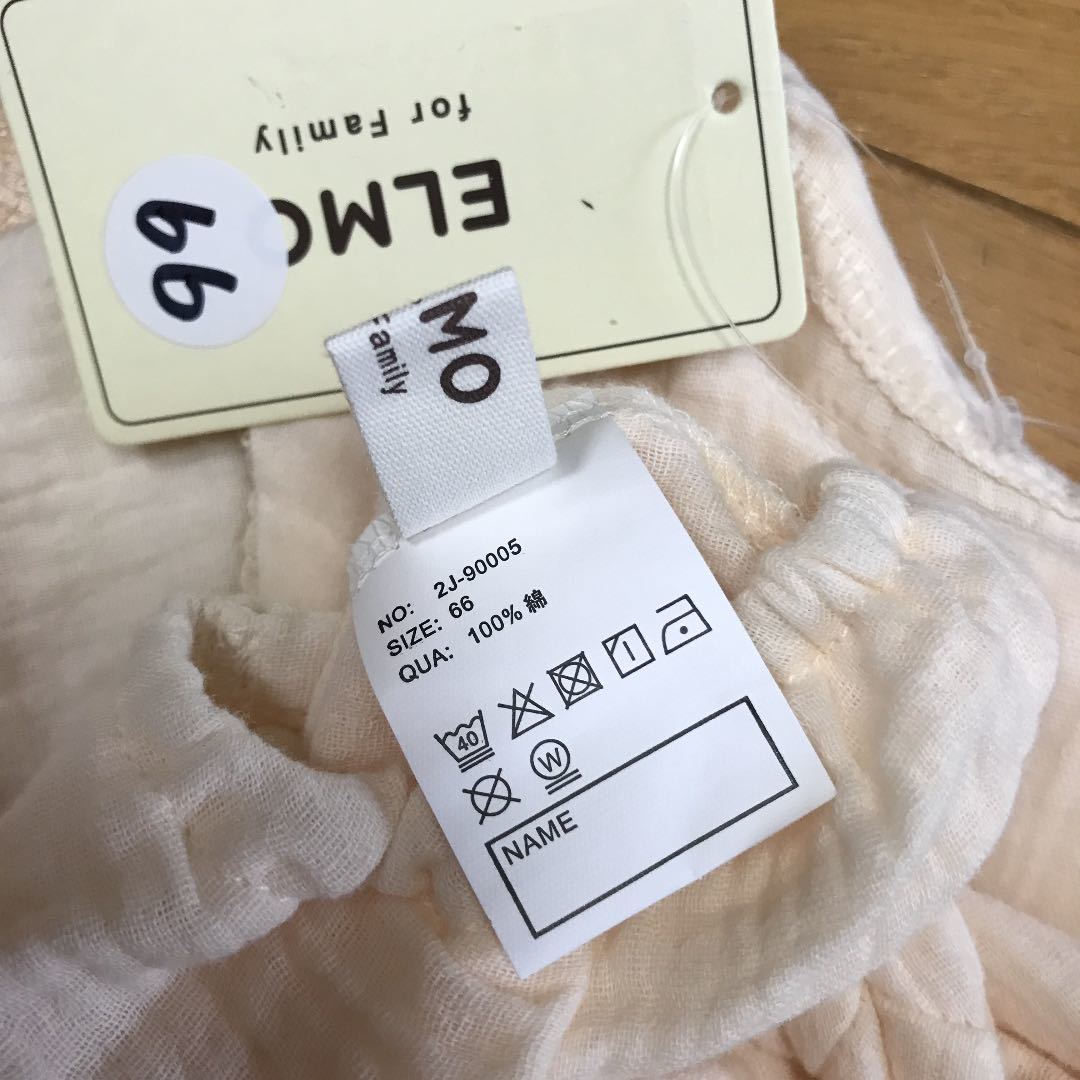 ELMO
for Family
66
MO
Family
NO: 2J-90005
SIZE: 66
QUA: 100% 綿
40
W
NAME